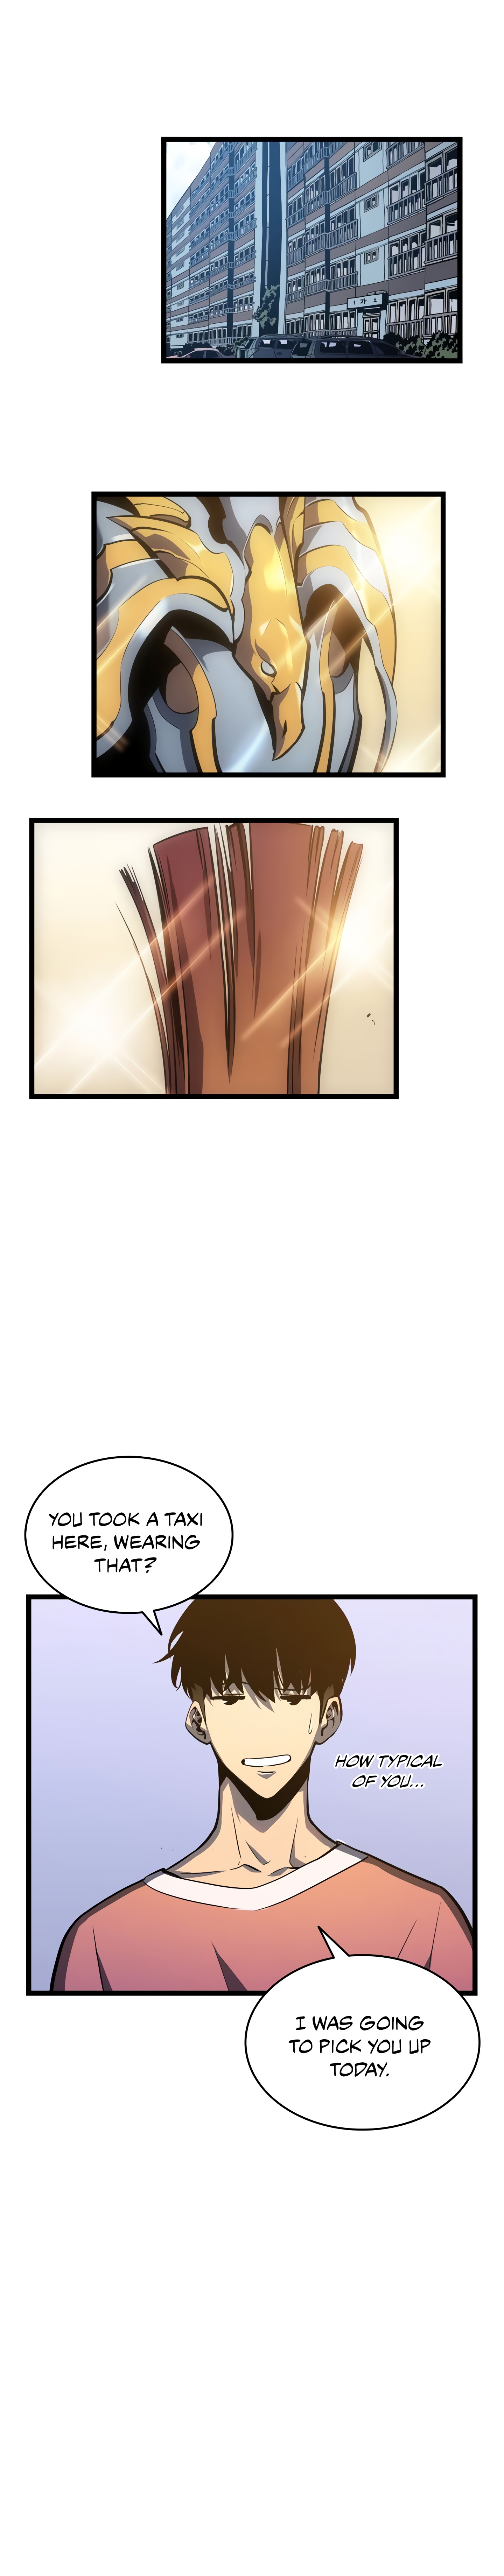 YOU TOOK A TAXI
HERE, WEARING
THAT?
HOW TYPICAL
OF YOU...
I WAS GOING
TO PICK YOU UP
TODAY.